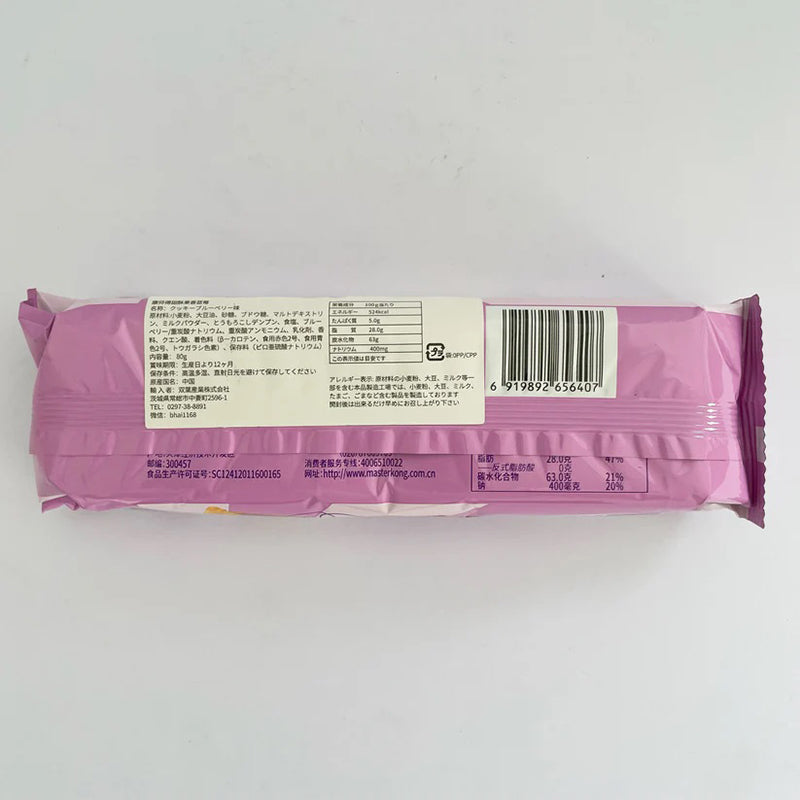 名称: クッキーブルーベリー味
原材料:小麦粉、大豆油、砂糖、ブドウ糖、マルトデキストリ
ン、ミルクパウダー、とうもろこしデンプン、食塩、ブルー
ベリー/重炭酸ナトリウム、重炭酸アンモニウム、乳化剤、香
料、クエン酸、着色料（β-カロテン、食用赤色2号、食用青
色2号、トウガラシ色素）、保存料（ピロ亜硫酸ナトリウム）
内容量: 80g
賞味期限: 生産日より12ヶ月
保存条件: 高温多湿、直射日光を避けて保存してください
原産国名: 中国
輸入者: 双葉産業株式会社
茨城県常総市中妻町2596-1
TEL: 0297-38-8891
微信: bhai1168
栄養成分 100g当たり
エネルギー 524kcal
たんぱく質 5.0g
脂 質 28.0g
炭水化物 63g
ナトリウム 400mg
この表示値は目安です
プラ 袋:OPP/CPP
アレルギー表示: 原材料の小麦粉、大豆、ミルク等一
部を含む本品製造工場では、小麦粉、大豆、ミルク、
たまご、ごまなど含む製品を製造しております
開封後は出来るだけ早めにお召し上がり下さい
6 919892 656407
邮编:300457
食品生产许可证号:SC12412011600165
消费者服务专线:4006510022
网址:http://www.masterkong.com.cn
脂肪 28.0克 47%
——反式脂肪酸 0克
碳水化合物 63.0克 21%
钠 400毫克 20%